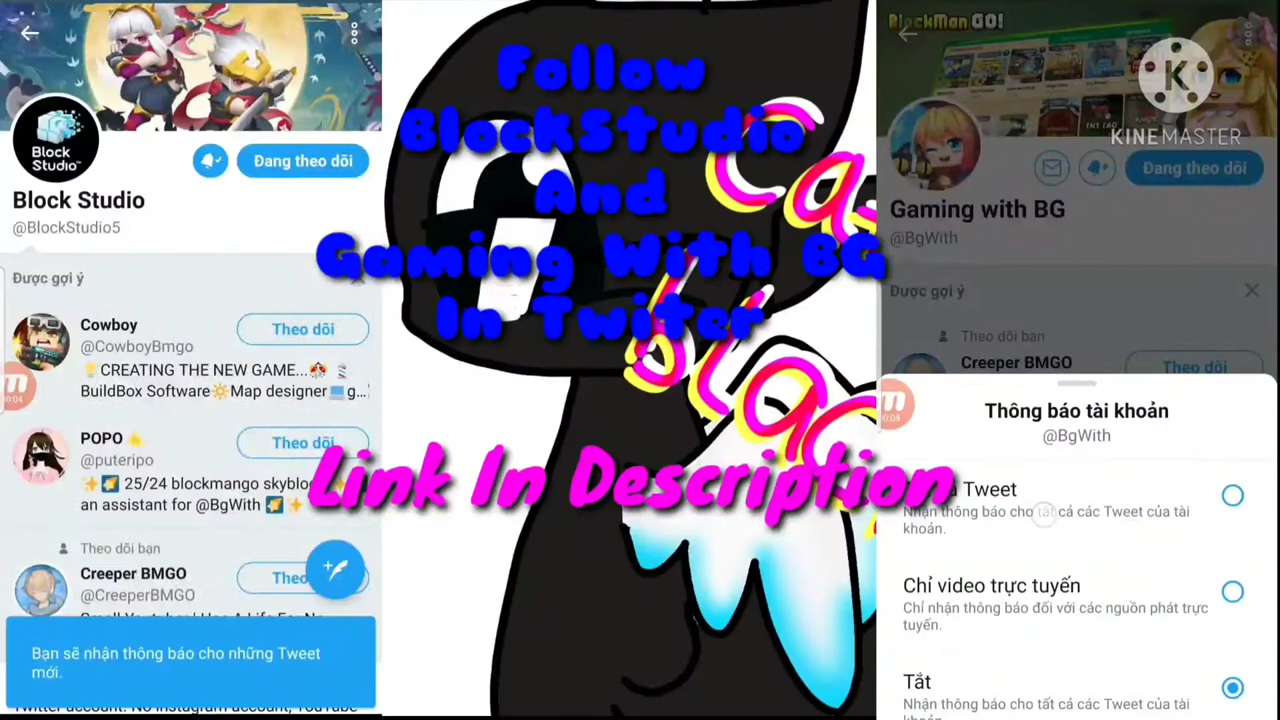 Block
Studio
Đang theo dõi
Block Studio
@BlockStudio5
Được gợi ý
Cowboy
@CowboyBmgo
Theo dõi
CREATING THE NEW GAME...
BuildBox Software Map designer g...
POPO
@puteripo
Theo dõi
25/24 blockmango skyblo
an assistant for @BgWith
Theo dõi bạn
Creeper BMGO
@CreeperBMGO
Theo
Bạn sẽ nhận thông báo cho những Tweet
mới.
Follow
BlockStudio
And
Gaming With BG
In Twiter
Link In Description
Ca
blac
BLOCKMAN GO!
KINEMASTER
Đang theo dõi
Gaming with BG
@BgWith
Được gợi ý
Theo dõi bạn
Creeper BMGO
Theo dõi
Thông báo tài khoản
@BgWith
Tweet
Nhận thông báo cho tất cả các Tweet của tài
khoản.
Chỉ video trực tuyến
Chỉ nhận thông báo đối với các nguồn phát trực
tuyến.
Tắt
Nhận thông báo cho tất cả các Tweet của tài